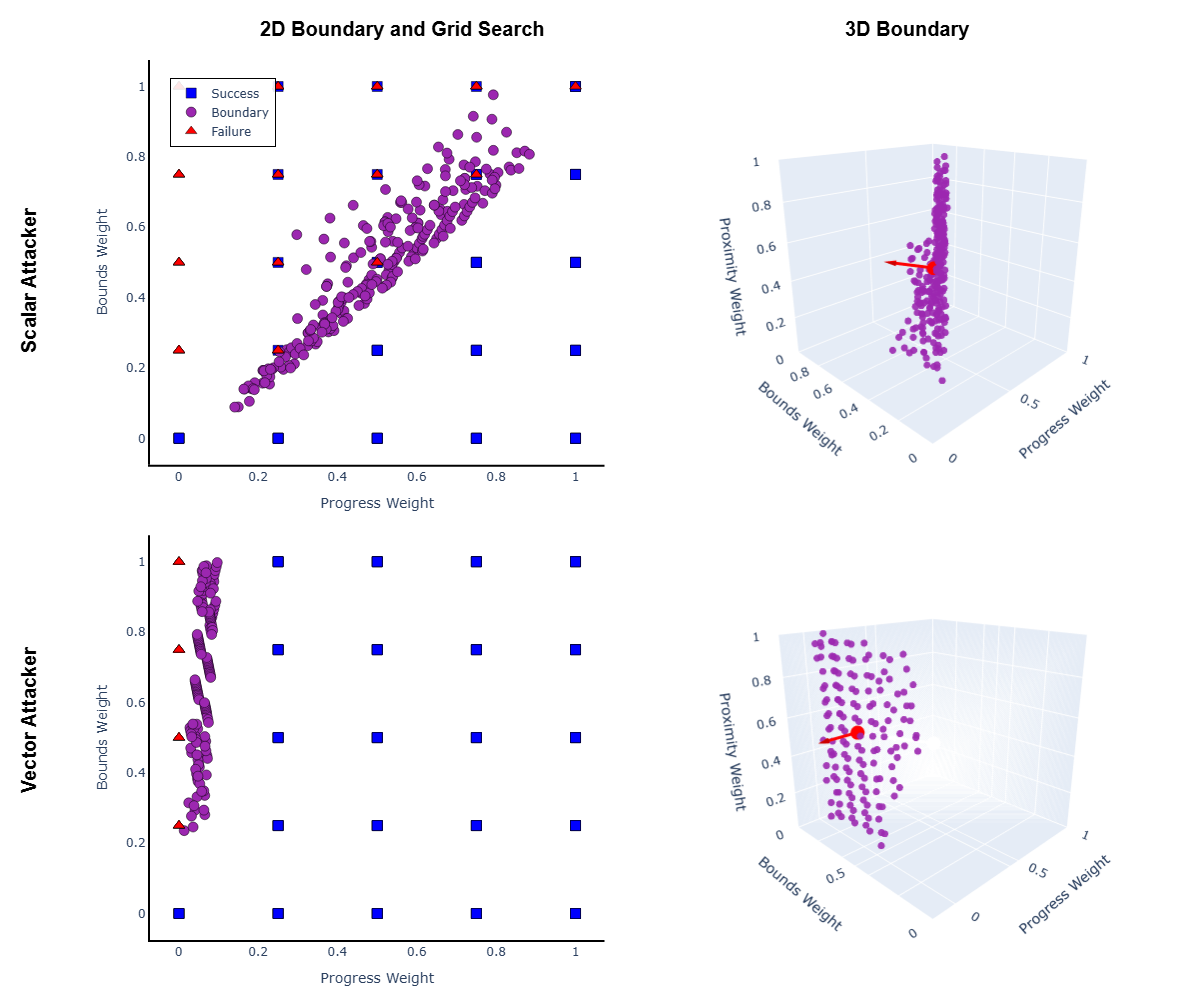 2D Boundary and Grid Search
3D Boundary
Scalar Attacker
Success
Boundary
Failure
1
0.8
0.6
0.4
0.2
0
Bounds Weight
0
0.2
0.4
0.6
0.8
1
Progress Weight
1
0.8
0.6
0.4
0.2
0
Proximity Weight
0.8
0.6
0.4
0.2
0
Bounds Weight
0
0.5
1
Progress Weight
Vector Attacker
1
0.8
0.6
0.4
0.2
0
Bounds Weight
0
0.2
0.4
0.6
0.8
1
Progress Weight
1
0.8
0.6
0.4
0.2
0
Proximity Weight
0.5
0
Bounds Weight
0
0.5
1
Progress Weight